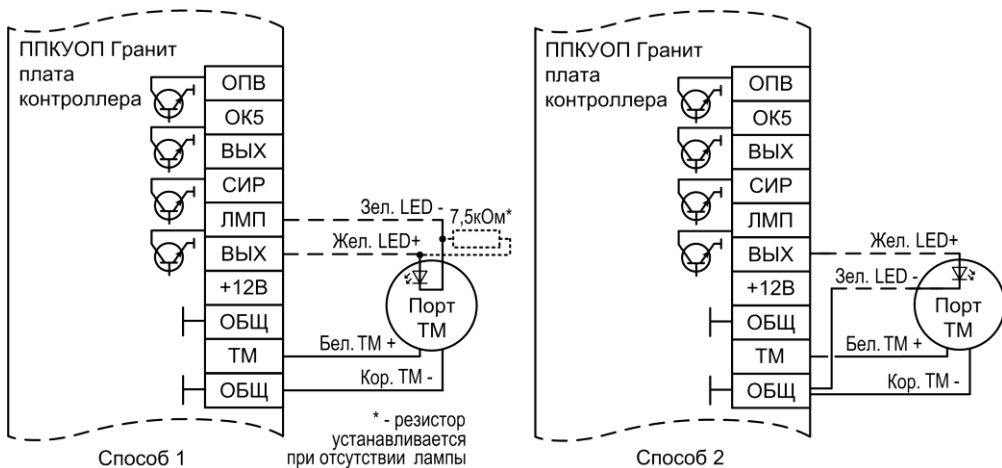 ППКУОП Гранит
плата
контроллера
ОПВ
ОК5
ВЫХ
СИР
ЛМП
ВЫХ
+12В
ОБЩ
ТМ
ОБЩ
Зел. LED -
7,5кОм*
Жел. LED+
Порт
ТМ
Бел. ТМ +
Кор. ТМ -
* - резистор
устанавливается
при отсутствии лампы
Способ 1
ППКУОП Гранит
плата
контроллера
ОПВ
ОК5
ВЫХ
СИР
ЛМП
ВЫХ
+12В
ОБЩ
ТМ
ОБЩ
Жел. LED+
Зел. LED -
Порт
ТМ
Бел. ТМ +
Кор. ТМ -
Способ 2